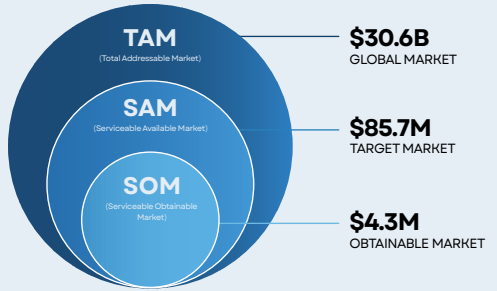 TAM
(Total Addressable Market)
$30.6B
GLOBAL MARKET
SAM
(Serviceable Available Market)
$85.7M
TARGET MARKET
SOM
(Serviceable Obtainable
Market)
$4.3M
OBTAINABLE MARKET